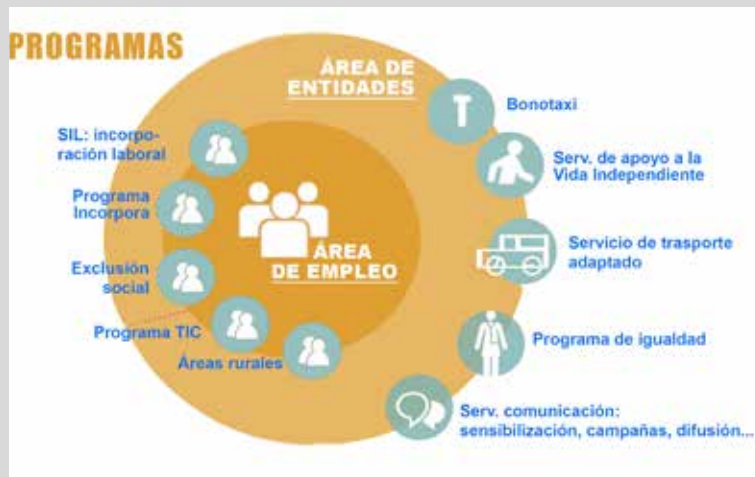 PROGRAMAS
ÁREA DE
ENTIDADES
Bonotaxi
SIL: incorpo-
ración laboral
Serv. de apoyo a la
Vida Independiente
Programa
Incorpora
ÁREA
DE EMPLEO
Servicio de trasporte
adaptado
Exclusión
social
Programa TIC
Áreas rurales
Programa de igualdad
Serv. comunicación:
sensibilización, campañas, difusión...